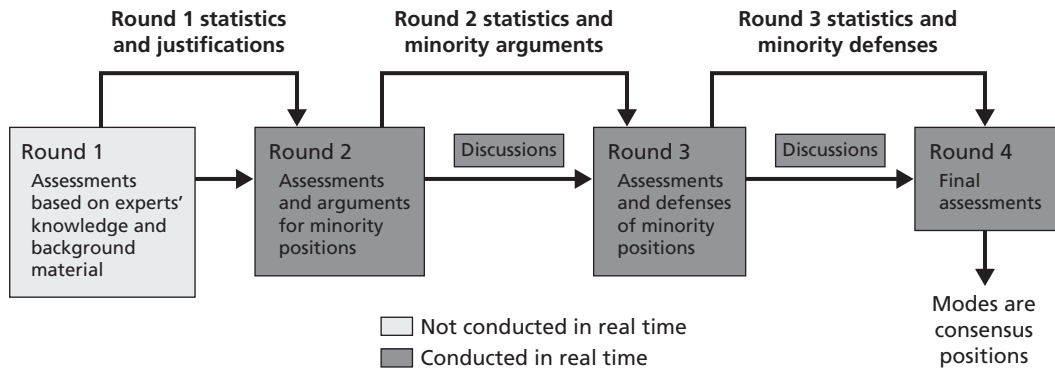 Round 1 statistics
and justifications
Round 2 statistics and
minority arguments
Round 3 statistics and
minority defenses
Round 1
Assessments
based on experts’
knowledge and
background
material
Round 2
Assessments
and arguments
for minority
positions
Discussions
Round 3
Assessments
and defenses
of minority
positions
Discussions
Round 4
Final
assessments
Modes are
consensus
positions
Not conducted in real time
Conducted in real time